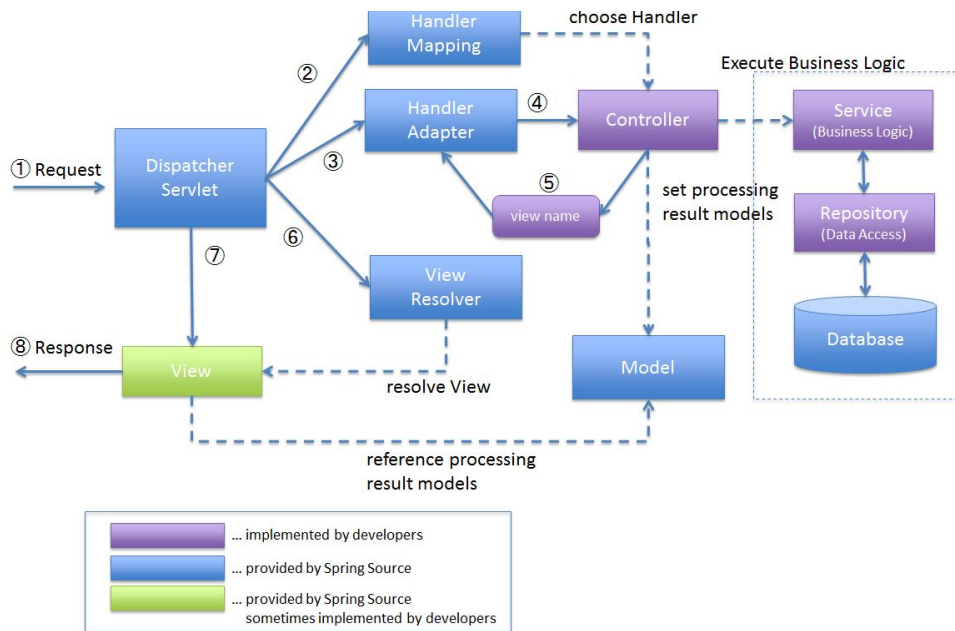 choose Handler
Handler
Mapping
②
Execute Business Logic
Handler
Adapter
④
Controller
Service
(Business Logic)
① Request
Dispatcher
Servlet
③
⑤
view name
set processing
result models
Repository
(Data Access)
⑥
⑦
View
Resolver
Database
⑧ Response
View
resolve View
Model
reference processing
result models
... implemented by developers
... provided by Spring Source
... provided by Spring Source
sometimes implemented by developers